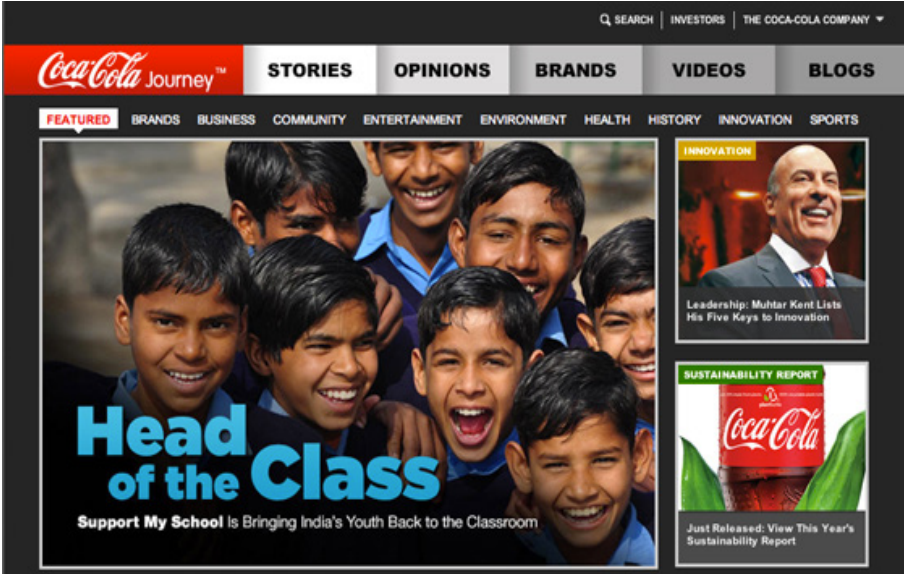 SEARCH INVESTORS THE COCA-COLA COMPANY
Coca-Cola Journey™ STORIES OPINIONS BRANDS VIDEOS BLOGS
FEATURED BRANDS BUSINESS COMMUNITY ENTERTAINMENT ENVIRONMENT HEALTH HISTORY INNOVATION SPORTS
Head
of the Class
Support My School Is Bringing India's Youth Back to the Classroom
INNOVATION
Leadership: Muhtar Kent Lists
His Five Keys to Innovation
SUSTAINABILITY REPORT
Coca-Cola
Just Released: View This Year's
Sustainability Report